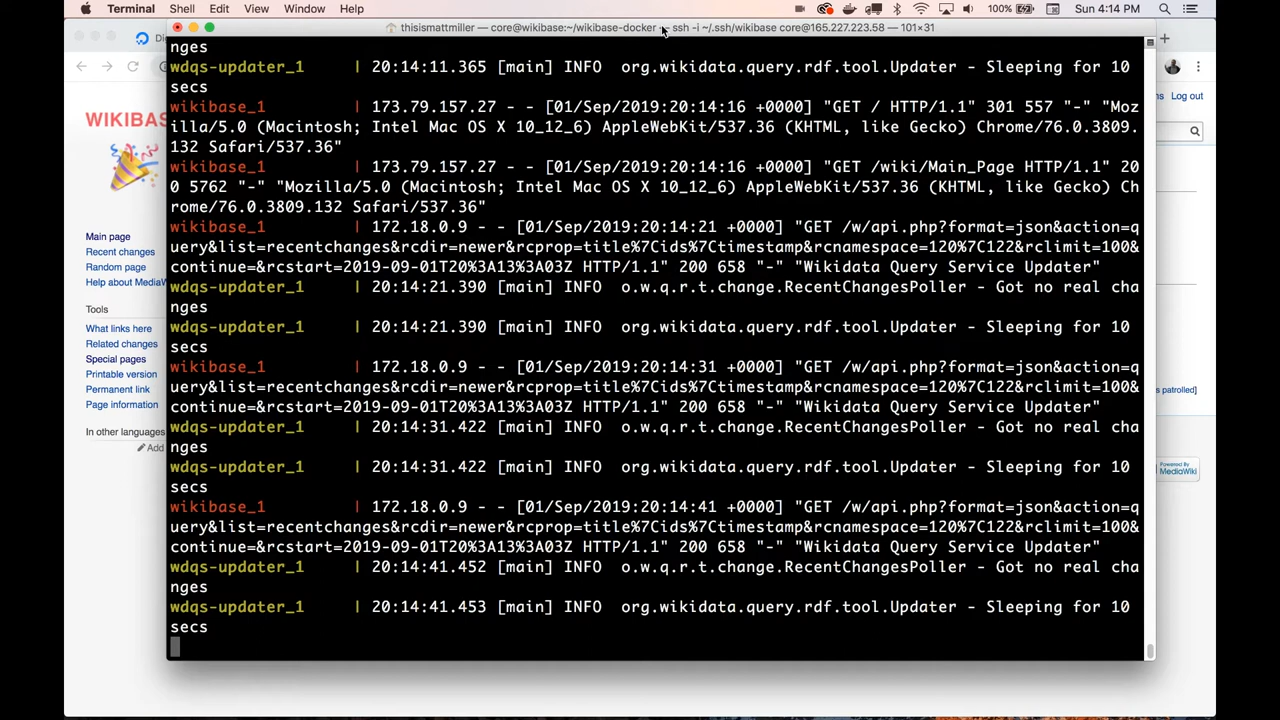 Terminal Shell Edit View Window Help
100% Sun 4:14 PM
thisismattmiller — core@wikibase:~/wikibase-docker — ssh -i ~/.ssh/wikibase core@165.227.223.58 — 101×31
nges
wdqs-updater_1 | 20:14:11.365 [main] INFO org.wikidata.query.rdf.tool.Updater - Sleeping for 10
secs
wikibase_1 | 173.79.157.27 - - [01/Sep/2019:20:14:16 +0000] "GET / HTTP/1.1" 301 557 "-" "Moz
illa/5.0 (Macintosh; Intel Mac OS X 10_12_6) AppleWebKit/537.36 (KHTML, like Gecko) Chrome/76.0.3809.
132 Safari/537.36"
wikibase_1 | 173.79.157.27 - - [01/Sep/2019:20:14:16 +0000] "GET /wiki/Main_Page HTTP/1.1" 20
0 5762 "-" "Mozilla/5.0 (Macintosh; Intel Mac OS X 10_12_6) AppleWebKit/537.36 (KHTML, like Gecko) Ch
rome/76.0.3809.132 Safari/537.36"
wikibase_1 | 172.18.0.9 - - [01/Sep/2019:20:14:21 +0000] "GET /w/api.php?format=json&action=q
uery&list=recentchanges&rcdir=newer&rcprop=title%7Cids%7Ctimestamp&rcnamespace=120%7C122&rclimit=100&
continue=&rcstart=2019-09-01T20%3A13%3A03Z HTTP/1.1" 200 658 "-" "Wikidata Query Service Updater"
wdqs-updater_1 | 20:14:21.390 [main] INFO o.w.q.r.t.change.RecentChangesPoller - Got no real cha
nges
wdqs-updater_1 | 20:14:21.390 [main] INFO org.wikidata.query.rdf.tool.Updater - Sleeping for 10
secs
wikibase_1 | 172.18.0.9 - - [01/Sep/2019:20:14:31 +0000] "GET /w/api.php?format=json&action=q
uery&list=recentchanges&rcdir=newer&rcprop=title%7Cids%7Ctimestamp&rcnamespace=120%7C122&rclimit=100&
continue=&rcstart=2019-09-01T20%3A13%3A03Z HTTP/1.1" 200 658 "-" "Wikidata Query Service Updater"
wdqs-updater_1 | 20:14:31.422 [main] INFO o.w.q.r.t.change.RecentChangesPoller - Got no real cha
nges
wdqs-updater_1 | 20:14:31.422 [main] INFO org.wikidata.query.rdf.tool.Updater - Sleeping for 10
secs
wikibase_1 | 172.18.0.9 - - [01/Sep/2019:20:14:41 +0000] "GET /w/api.php?format=json&action=q
uery&list=recentchanges&rcdir=newer&rcprop=title%7Cids%7Ctimestamp&rcnamespace=120%7C122&rclimit=100&
continue=&rcstart=2019-09-01T20%3A13%3A03Z HTTP/1.1" 200 658 "-" "Wikidata Query Service Updater"
wdqs-updater_1 | 20:14:41.452 [main] INFO o.w.q.r.t.change.RecentChangesPoller - Got no real cha
nges
wdqs-updater_1 | 20:14:41.453 [main] INFO org.wikidata.query.rdf.tool.Updater - Sleeping for 10
secs
Di
WIKIBAS
Main page
Recent changes
Random page
Help about MediaW
Tools
What links here
Related changes
Special pages
Printable version
Permanent link
Page information
In other languages
Add
ns Log out
s patrolled]
Powered By
MediaWiki